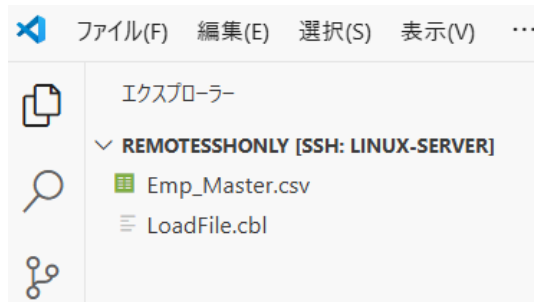 ファイル(F) 編集(E) 選択(S) 表示(V) …
エクスプローラー
REMOTESSHONLY [SSH: LINUX-SERVER]
Emp_Master.csv
LoadFile.cbl